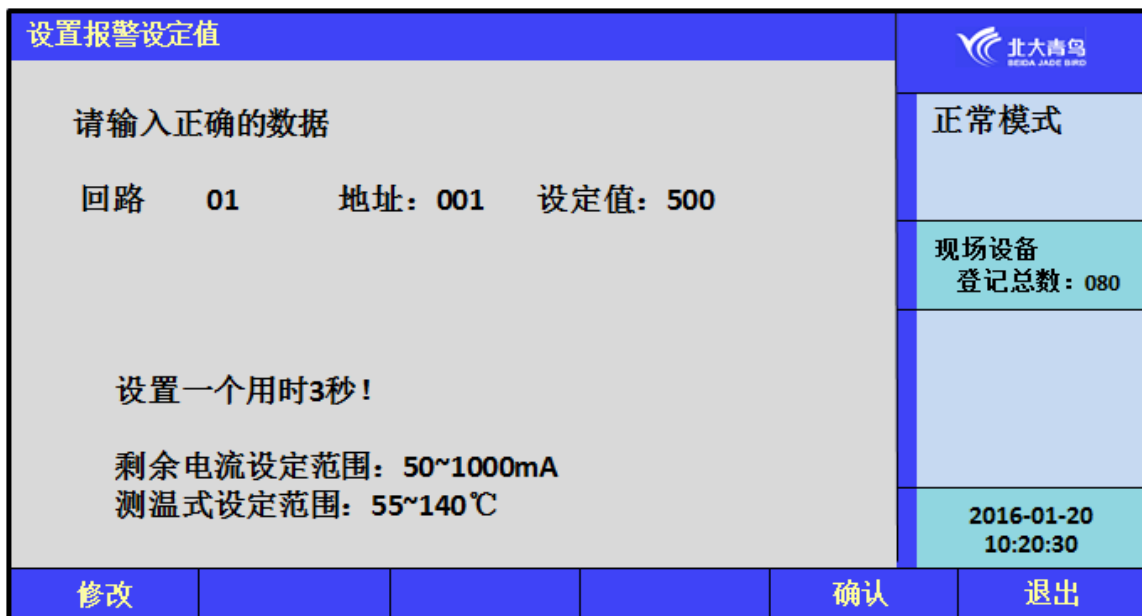 设置报警设定值
北大青鸟
BEIDA JADE BIRD
请输入正确的数据
回路 01 地址：001 设定值：500
设置一个用时3秒！
剩余电流设定范围：50~1000mA
测温式设定范围：55~140℃
正常模式
现场设备
登记总数：080
2016-01-20
10:20:30
修改 确认 退出